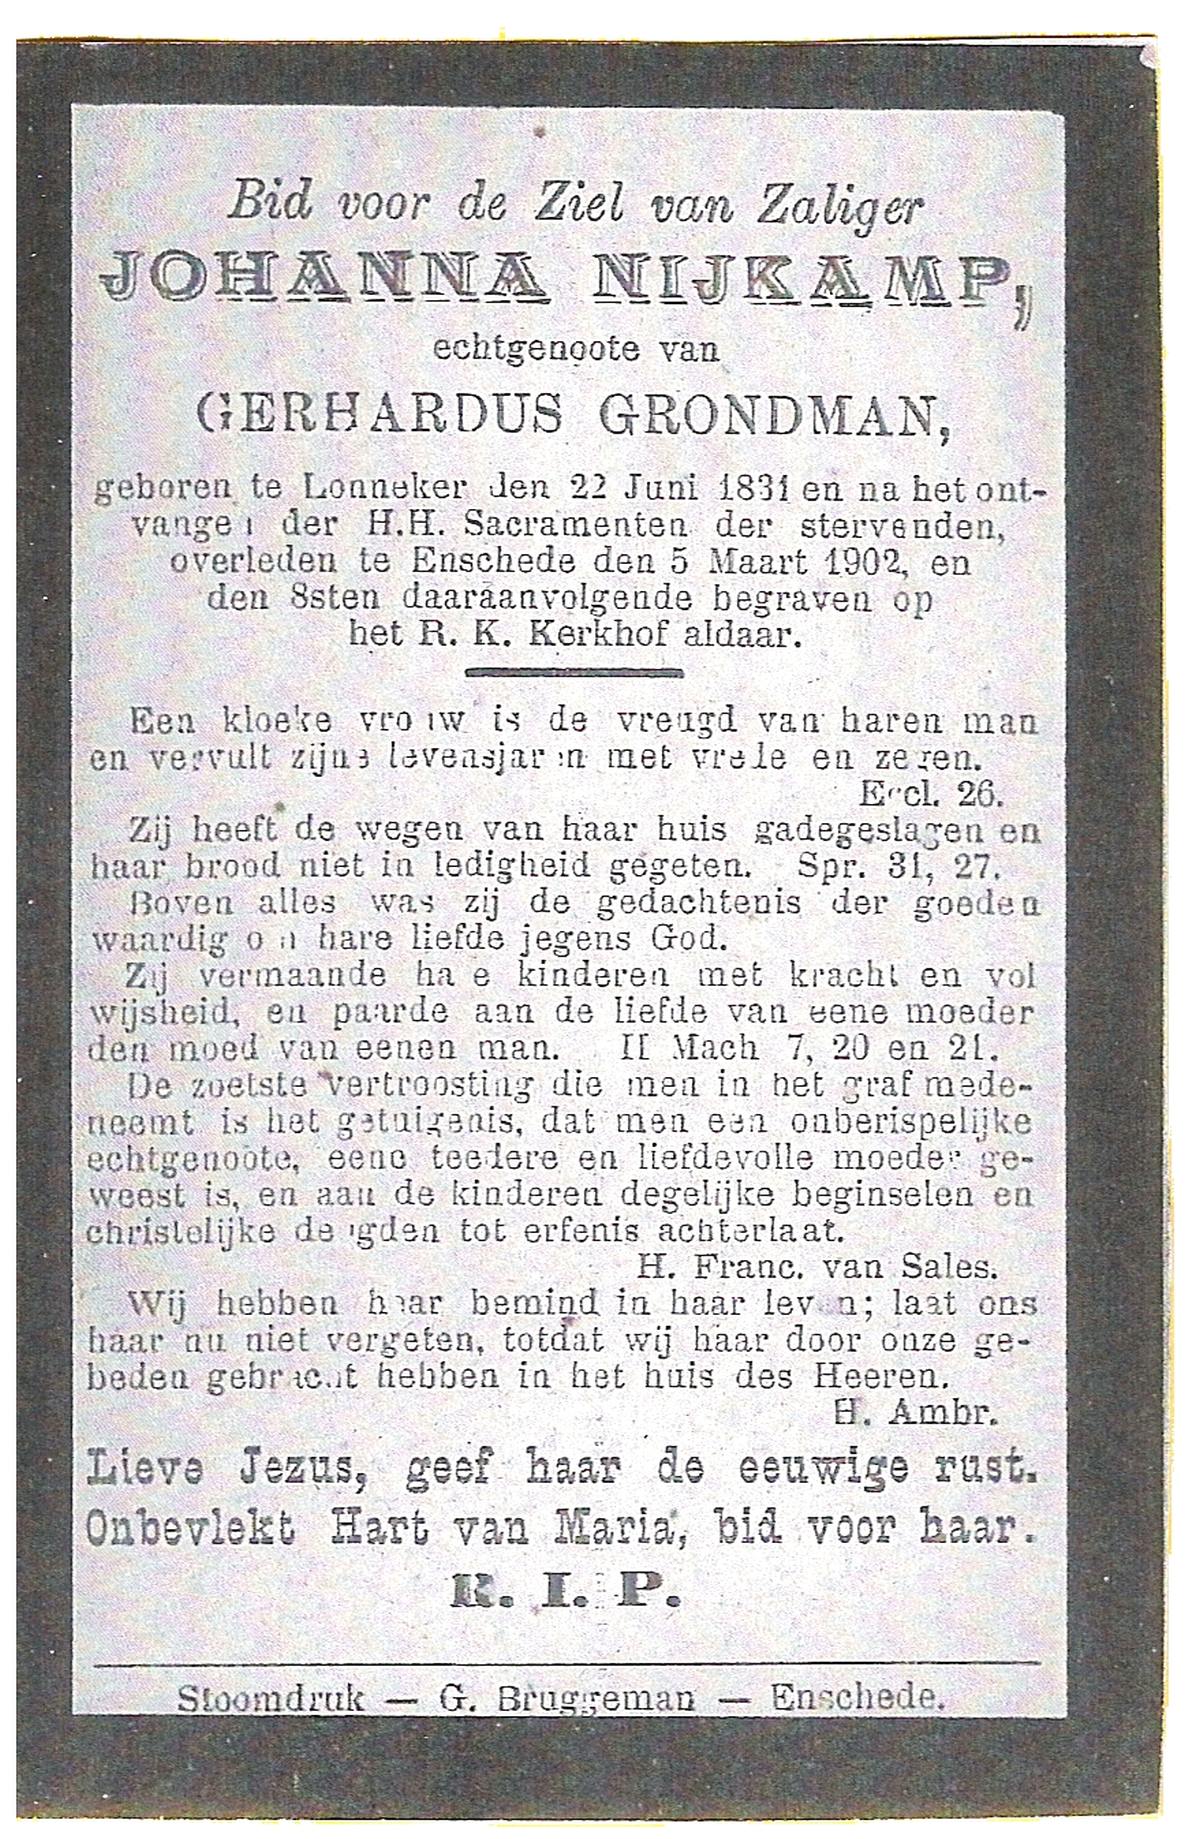 Bid voor de Ziel van Zaliger
JOHANNA NIJKAMP,
echtgenoote van
GERHARDUS GRONDMAN,
geboren te Lonneker den 22 Juni 1831 en na het ont-
vangen der H.H. Sacramenten der stervenden,
overleden te Enschede den 5 Maart 1902, en
den 8sten daaraanvolgende begraven op
het R. K. Kerkhof aldaar.
Een kloeke vrouw is de vreugd van haren man
en vervult zijne levensjaren met vrede en zegen.
Eccl. 26.
Zij heeft de wegen van haar huis gadegeslagen en
haar brood niet in ledigheid gegeten. Spr. 31, 27.
Boven alles was zij de gedachtenis der goeden
waardig om hare liefde jegens God.
Zij vermaande hare kinderen met kracht en vol
wijsheid, en paarde aan de liefde van eene moeder
den moed van eenen man. II Mach 7, 20 en 21.
De zoetste vertroosting die men in het graf mede-
neemt is het getuigenis, dat men een onberispelijke
echtgenoote, eene teedere en liefdevolle moeder ge-
weest is, en aan de kinderen degelijke beginselen en
christelijke deugden tot erfenis achterlaat.
H. Franc. van Sales.
Wij hebben haar bemind in haar leven; laat ons
haar nu niet vergeten, totdat wij haar door onze ge-
beden gebracht hebben in het huis des Heeren.
H. Ambr.
Lieve Jezus, geef haar de eeuwige rust.
Onbevlekt Hart van Maria, bid voor haar.
R. I. P.
Stoomdruk — G. Bruggeman — Enschede.